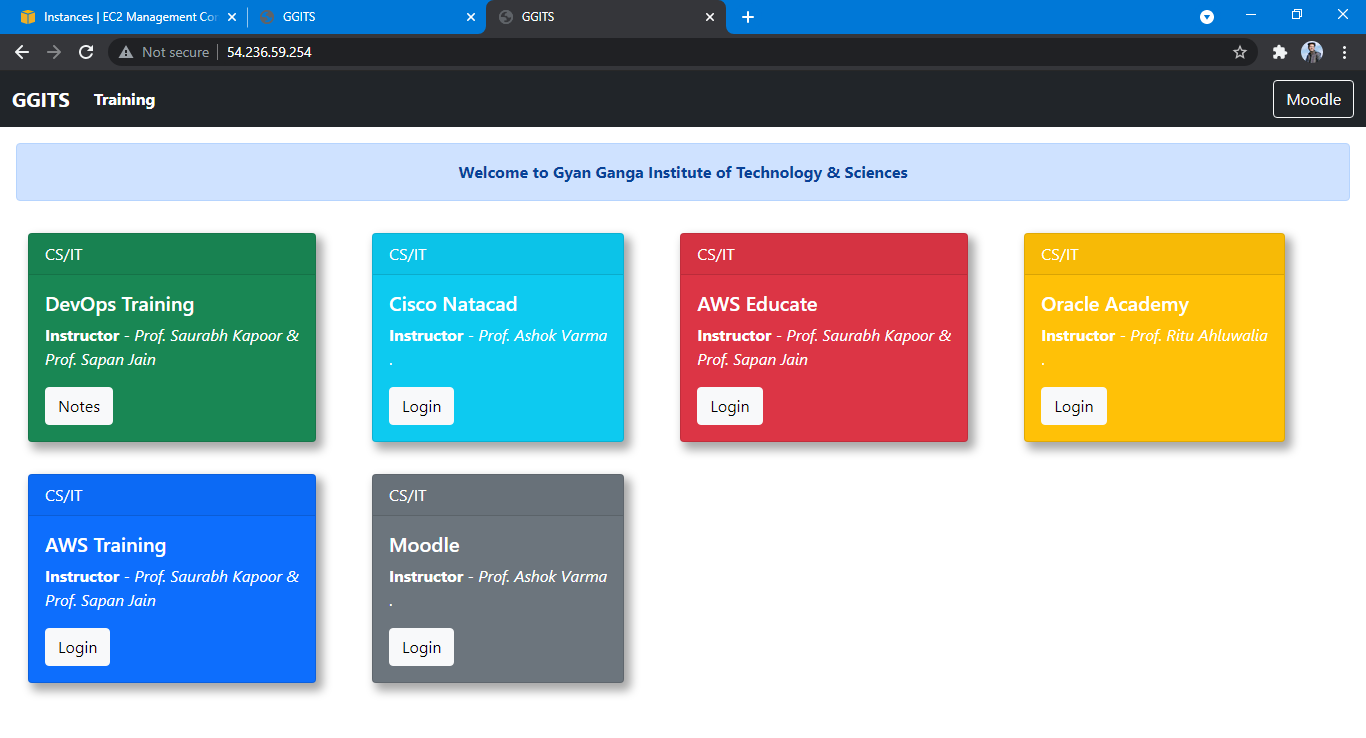 Instances | EC2 Management Cor
GGITS
GGITS
Not secure
54.236.59.254
GGITS
Training
Moodle
Welcome to Gyan Ganga Institute of Technology & Sciences
CS/IT
DevOps Training
Instructor - Prof. Saurabh Kapoor &
Prof. Sapan Jain
Notes
CS/IT
Cisco Natacad
Instructor - Prof. Ashok Varma
.
Login
CS/IT
AWS Educate
Instructor - Prof. Saurabh Kapoor &
Prof. Sapan Jain
Login
CS/IT
Oracle Academy
Instructor - Prof. Ritu Ahluwalia
.
Login
CS/IT
AWS Training
Instructor - Prof. Saurabh Kapoor &
Prof. Sapan Jain
Login
CS/IT
Moodle
Instructor - Prof. Ashok Varma
.
Login